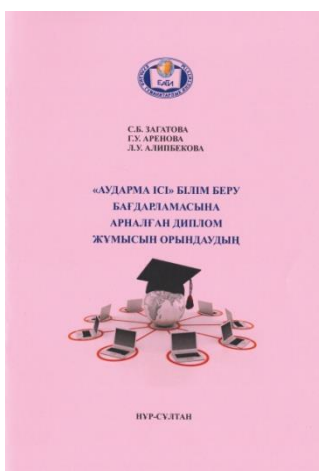 С.Б. ЗАГАТОВА
Г.У. АРЕНОВА
Л.У. АЛИПБЕКОВА
«АУДАРМА ІСІ» БІЛІМ БЕРУ
БАҒДАРЛАМАСЫНА
АРНАЛҒАН ДИПЛОМ
ЖҰМЫСЫН ОРЫНДАУДЫҢ
НҰР-СҰЛТАН